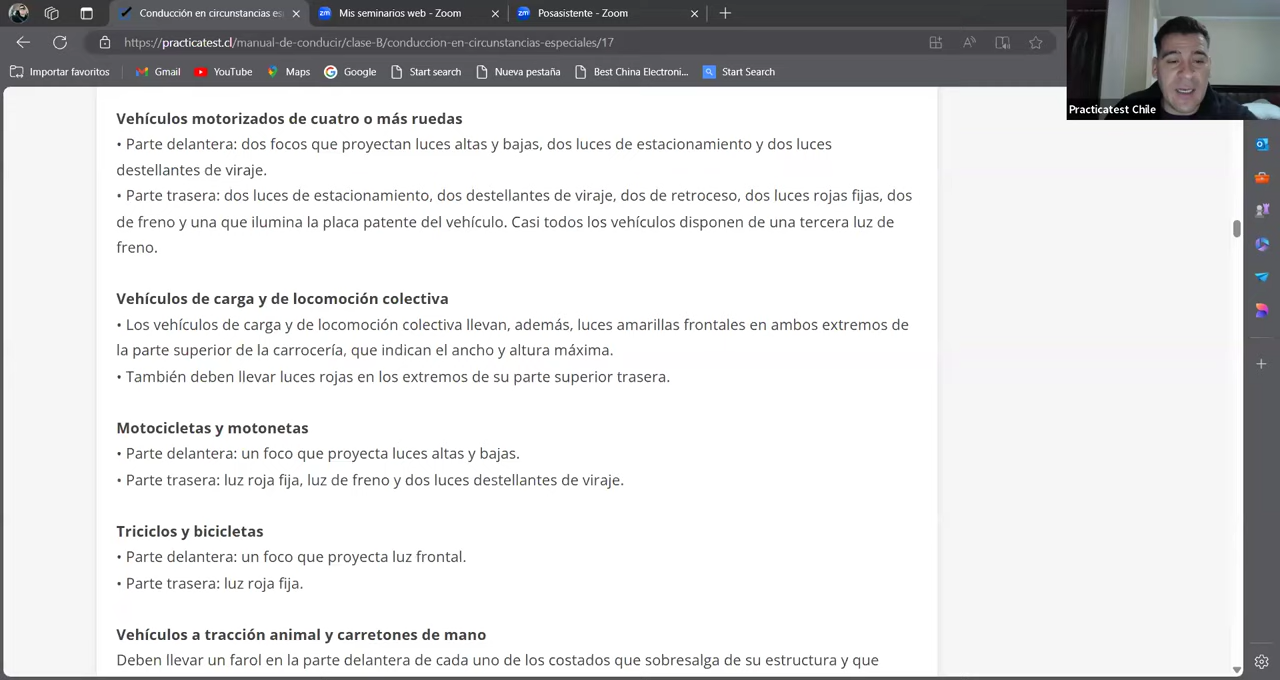 Conducción en circunstancias es
Mis seminarios web - Zoom
Posasistente - Zoom
https://practicatest.cl/manual-de-conducir/clase-B/conduccion-en-circunstancias-especiales/17
Importar favoritos
Gmail
YouTube
Maps
Google
Start search
Nueva pestaña
Best China Electroni...
Start Search
Practicatest Chile
Vehículos motorizados de cuatro o más ruedas
• Parte delantera: dos focos que proyectan luces altas y bajas, dos luces de estacionamiento y dos luces
destellantes de viraje.
• Parte trasera: dos luces de estacionamiento, dos destellantes de viraje, dos de retroceso, dos luces rojas fijas, dos
de freno y una que ilumina la placa patente del vehículo. Casi todos los vehículos disponen de una tercera luz de
freno.
Vehículos de carga y de locomoción colectiva
• Los vehículos de carga y de locomoción colectiva llevan, además, luces amarillas frontales en ambos extremos de
la parte superior de la carrocería, que indican el ancho y altura máxima.
• También deben llevar luces rojas en los extremos de su parte superior trasera.
Motocicletas y motonetas
• Parte delantera: un foco que proyecta luces altas y bajas.
• Parte trasera: luz roja fija, luz de freno y dos luces destellantes de viraje.
Triciclos y bicicletas
• Parte delantera: un foco que proyecta luz frontal.
• Parte trasera: luz roja fija.
Vehículos a tracción animal y carretones de mano
Deben llevar un farol en la parte delantera de cada uno de los costados que sobresalga de su estructura y que